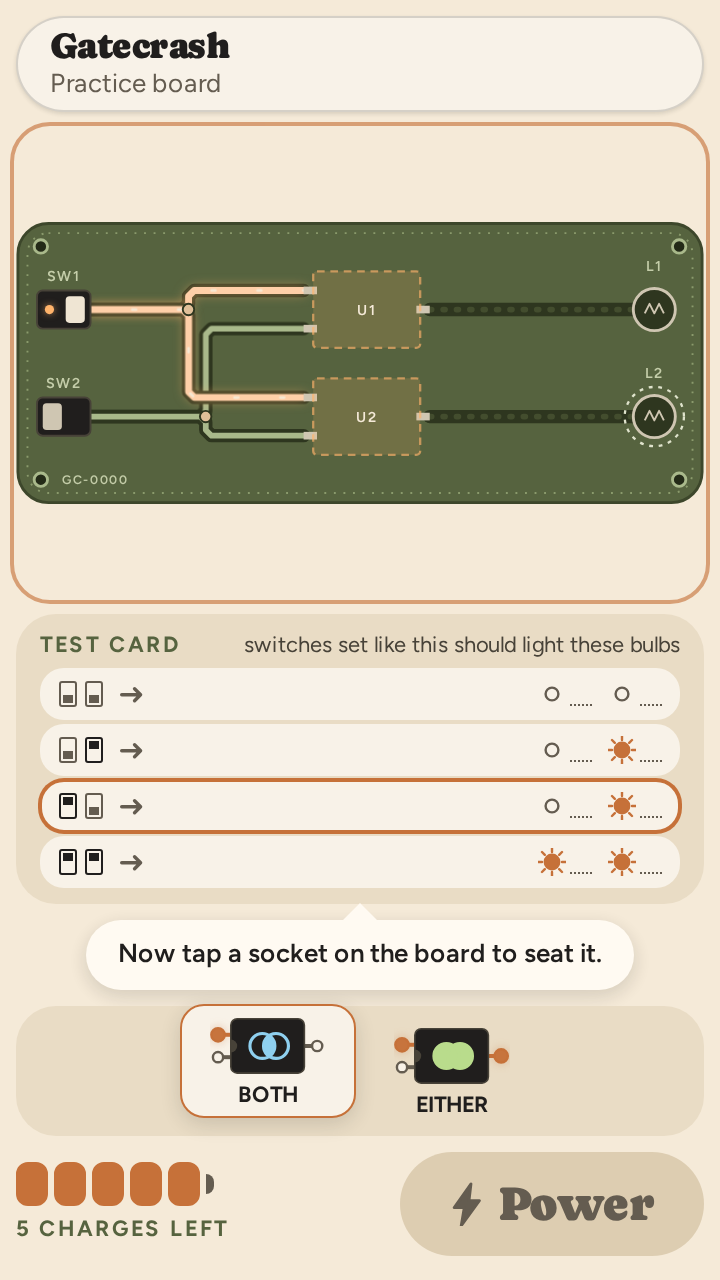 Gatecrash
Practice board
SW1
L1
U1
SW2
L2
U2
GC-0000
TEST CARD
switches set like this should light these bulbs
Now tap a socket on the board to seat it.
BOTH
EITHER
5 CHARGES LEFT
Power